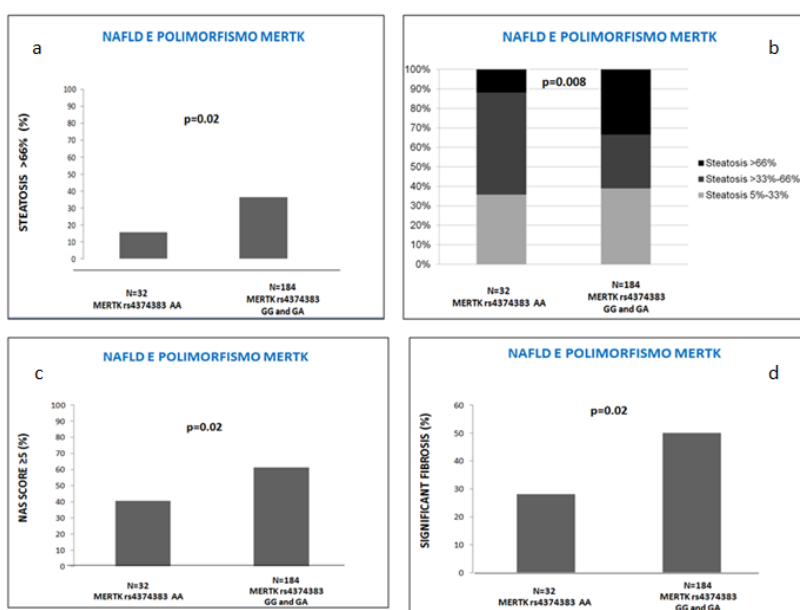 a
NAFLD E POLIMORFISMO MERTK
STEATOSIS >66% (%)
100
90
80
70
60
50
40
30
20
10
0
p=0.02
N=32
MERTK rs4374383 AA
N=184
MERTK rs4374383
GG and GA
NAFLD E POLIMORFISMO MERTK
b
100%
90%
80%
70%
60%
50%
40%
30%
20%
10%
0%
p=0.008
Steatosis >66%
Steatosis >33%-66%
Steatosis 5%-33%
N=32
MERTK rs4374383 AA
N=184
MERTK rs4374383
GG and GA
NAFLD E POLIMORFISMO MERTK
c
NAS SCORE ≥5 (%)
100
90
80
70
60
50
40
30
20
10
0
p=0.02
N=32
MERTK rs4374383 AA
N=184
MERTK rs4374383
GG and GA
NAFLD E POLIMORFISMO MERTK
d
SIGNIFICANT FIBROSIS (%)
60
50
40
30
20
10
0
p=0.02
N=32
MERTK rs4374383 AA
N=184
MERTK rs4374383
GG and GA